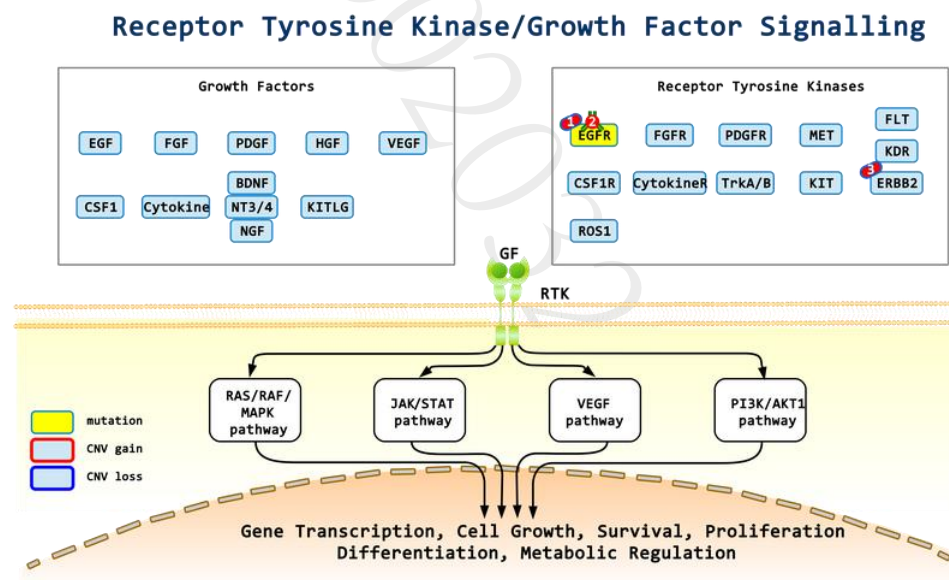 Receptor Tyrosine Kinase/Growth Factor Signalling
Growth Factors
EGF
FGF
PDGF
HGF
VEGF
BDNF
CSF1
Cytokine
NT3/4
KITLG
NGF
Receptor Tyrosine Kinases
1
2
EGFR
FGFR
PDGFR
MET
FLT
KDR
3
CSF1R
CytokineR
TrkA/B
KIT
ERBB2
ROS1
GF
RTK
RAS/RAF/
MAPK
pathway
JAK/STAT
pathway
VEGF
pathway
PI3K/AKT1
pathway
mutation
CNV gain
CNV loss
Gene Transcription, Cell Growth, Survival, Proliferation
Differentiation, Metabolic Regulation